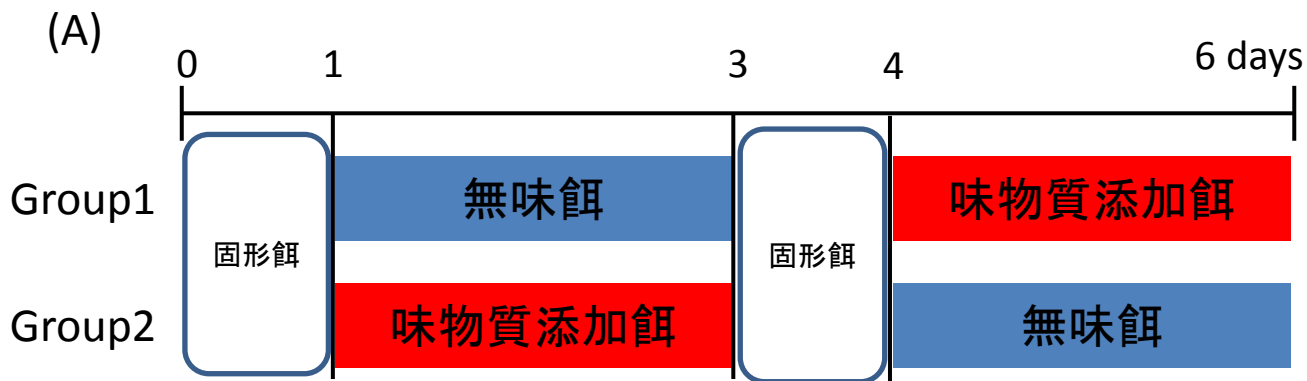 (A)
0 1 3 4 6 days
Group1 無味餌 味物質添加餌
固形餌 固形餌
Group2 味物質添加餌 無味餌